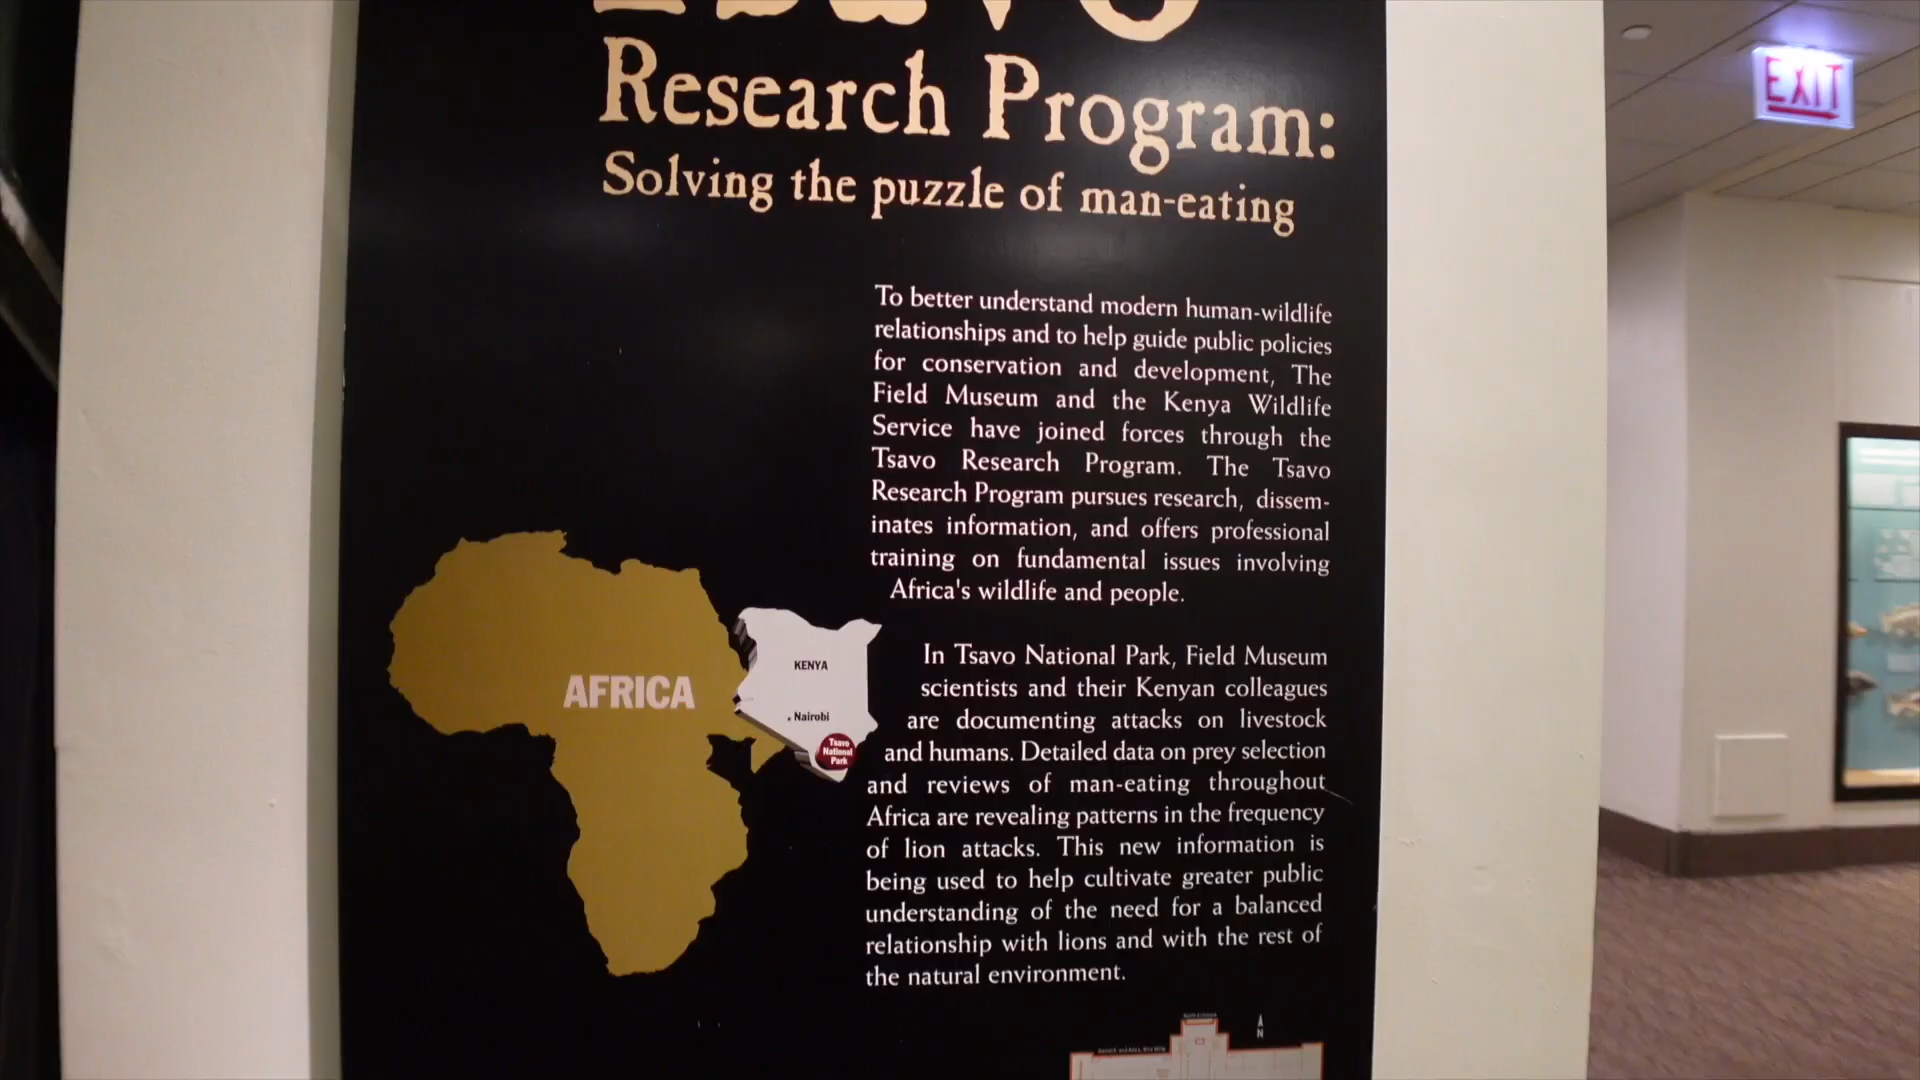 Tsavo
Research Program:
Solving the puzzle of man-eating
To better understand modern human-wildlife
relationships and to help guide public policies
for conservation and development, The
Field Museum and the Kenya Wildlife
Service have joined forces through the
Tsavo Research Program. The Tsavo
Research Program pursues research, dissem-
inates information, and offers professional
training on fundamental issues involving
Africa's wildlife and people.
In Tsavo National Park, Field Museum
scientists and their Kenyan colleagues
are documenting attacks on livestock
and humans. Detailed data on prey selection
and reviews of man-eating throughout
Africa are revealing patterns in the frequency
of lion attacks. This new information is
being used to help cultivate greater public
understanding of the need for a balanced
relationship with lions and with the rest of
the natural environment.
AFRICA
KENYA
Nairobi
Tsavo
National
Park
N
EXIT